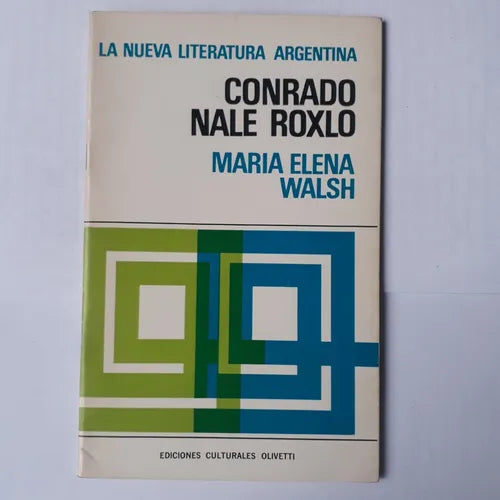 LA NUEVA LITERATURA ARGENTINA
CONRADO
NALE ROXLO
MARIA ELENA
WALSH
EDICIONES CULTURALES OLIVETTI